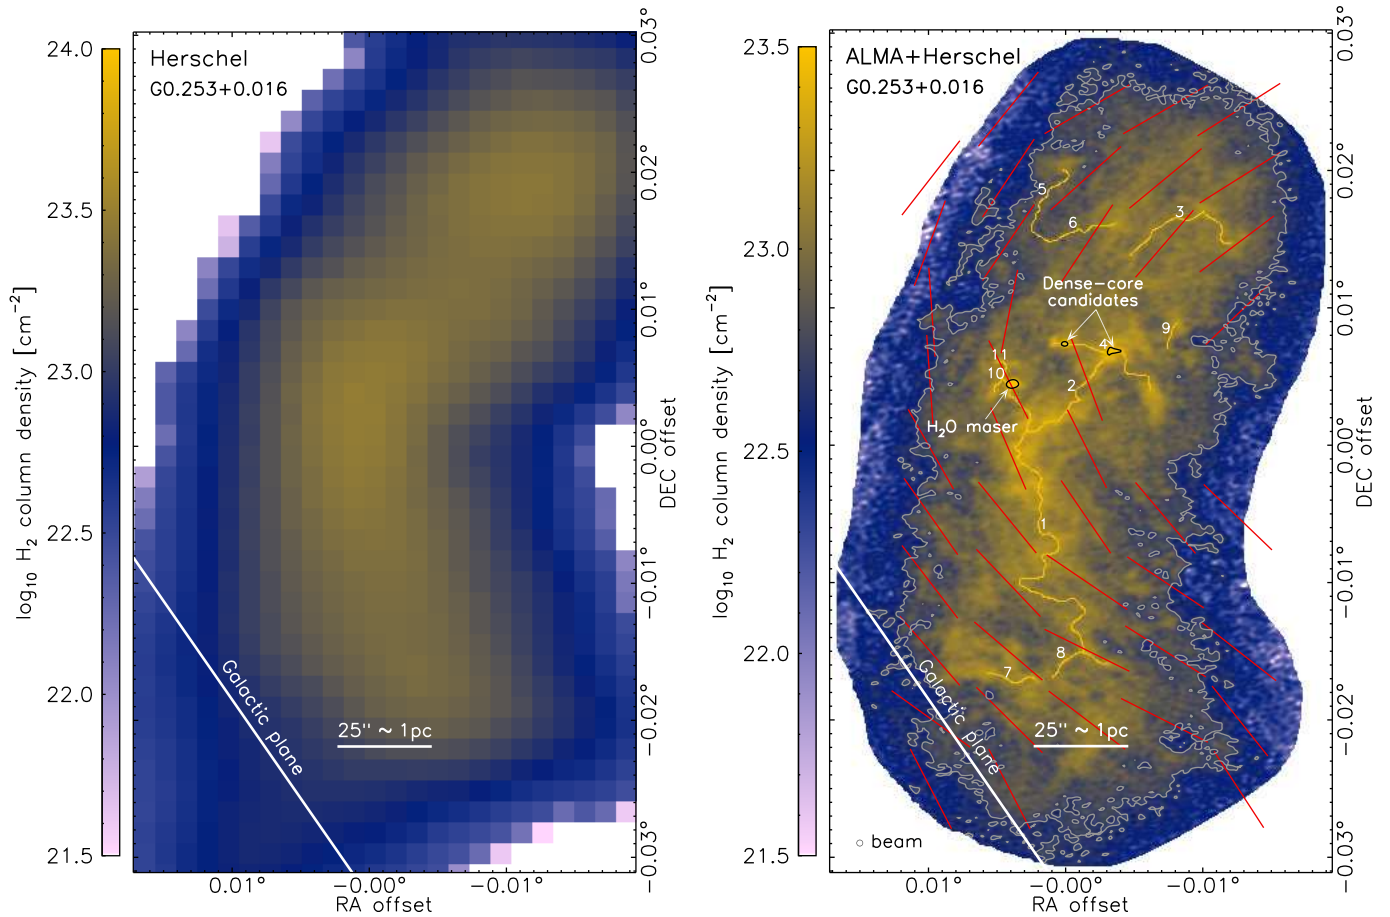 Herschel
G0.253+0.016
24.0
23.5
23.0
22.5
22.0
21.5
log₁₀ H₂ column density [cm⁻²]
Galactic plane
25'' ~ 1pc
0.03°
0.02°
0.01°
0.00°
−0.01°
−0.02°
−0.03°
DEC offset
0.01°
−0.00°
−0.01°
RA offset
ALMA+Herschel
G0.253+0.016
23.5
23.0
22.5
22.0
21.5
log₁₀ H₂ column density [cm⁻²]
5
6
3
Dense−core
candidates
9
4
11
10
2
H₂O maser
1
8
7
Galactic plane
25'' ~ 1pc
beam
0.03°
0.02°
0.01°
0.00°
−0.01°
−0.02°
−0.03°
DEC offset
0.01°
−0.00°
−0.01°
RA offset